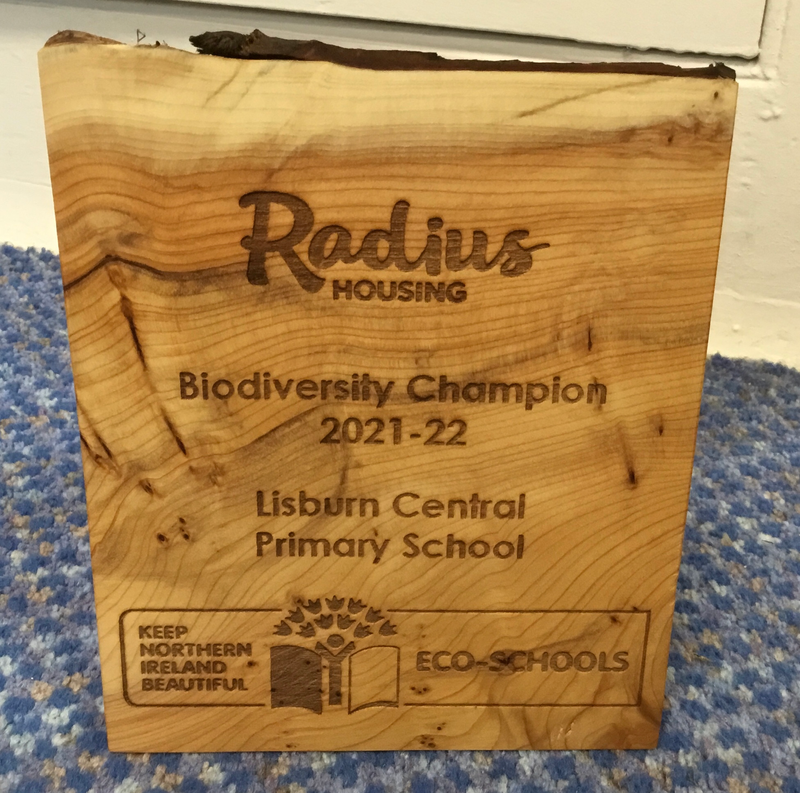 Radius
HOUSING
Biodiversity Champion
2021-22
Lisburn Central
Primary School
KEEP
NORTHERN
IRELAND
BEAUTIFUL
ECO-SCHOOLS